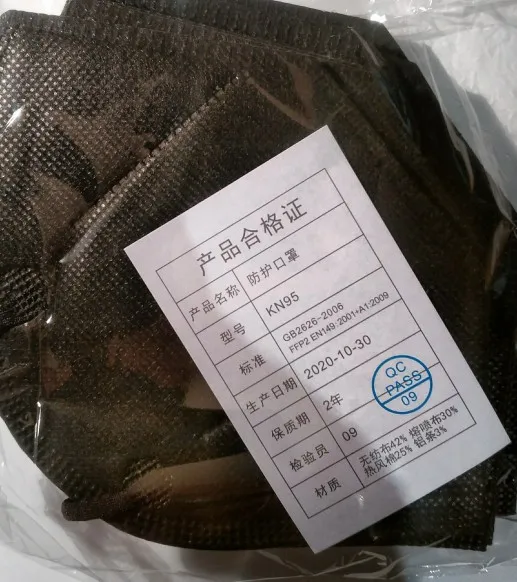 产品合格证
产品名称 防护口罩
型号 KN95
标准 GB2626-2006
FFP2 EN149:2001+A1:2009
生产日期 2020-10-30
保质期 2年
检验员 09
材质 无纺布42% 熔喷布30%
热风棉25% 铝条3%
QC
PASS
09